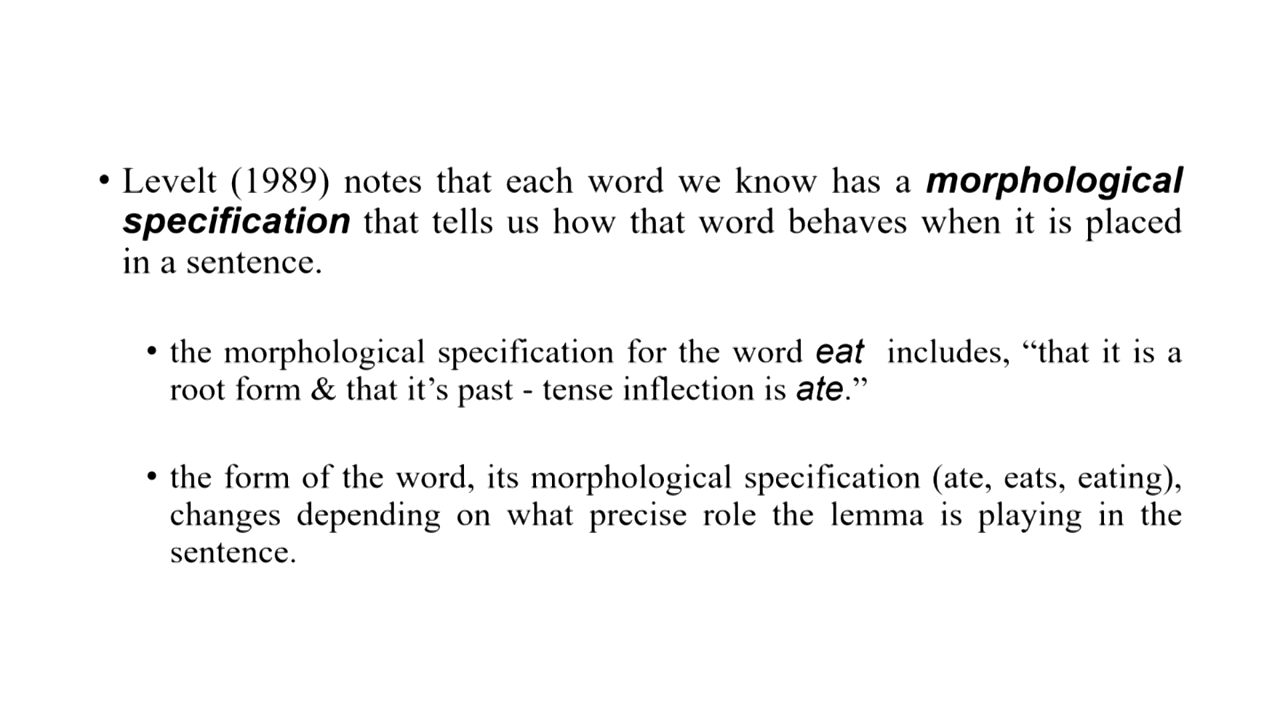 • Levelt (1989) notes that each word we know has a morphological
specification that tells us how that word behaves when it is placed
in a sentence.
• the morphological specification for the word eat includes, “that it is a
root form & that it’s past - tense inflection is ate.”
• the form of the word, its morphological specification (ate, eats, eating),
changes depending on what precise role the lemma is playing in the
sentence.